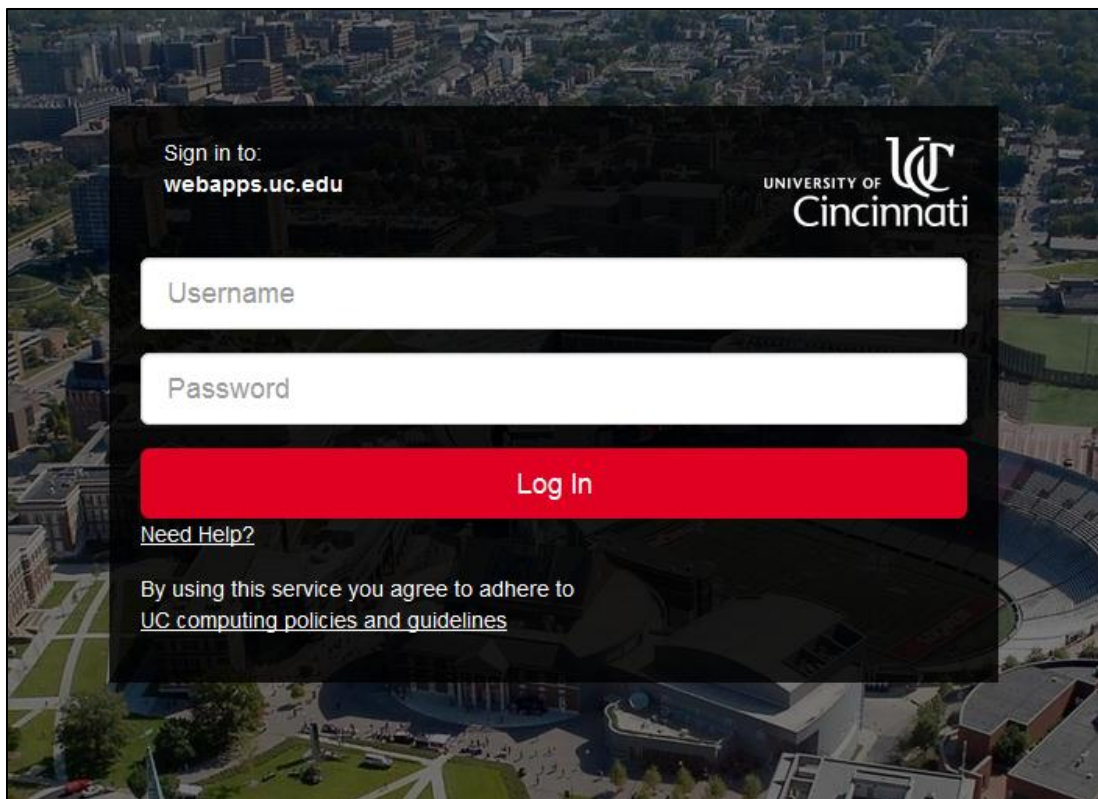 Sign in to:
webapps.uc.edu
UC
UNIVERSITY OF
Cincinnati
Username
Password
Log In
Need Help?
By using this service you agree to adhere to
UC computing policies and guidelines